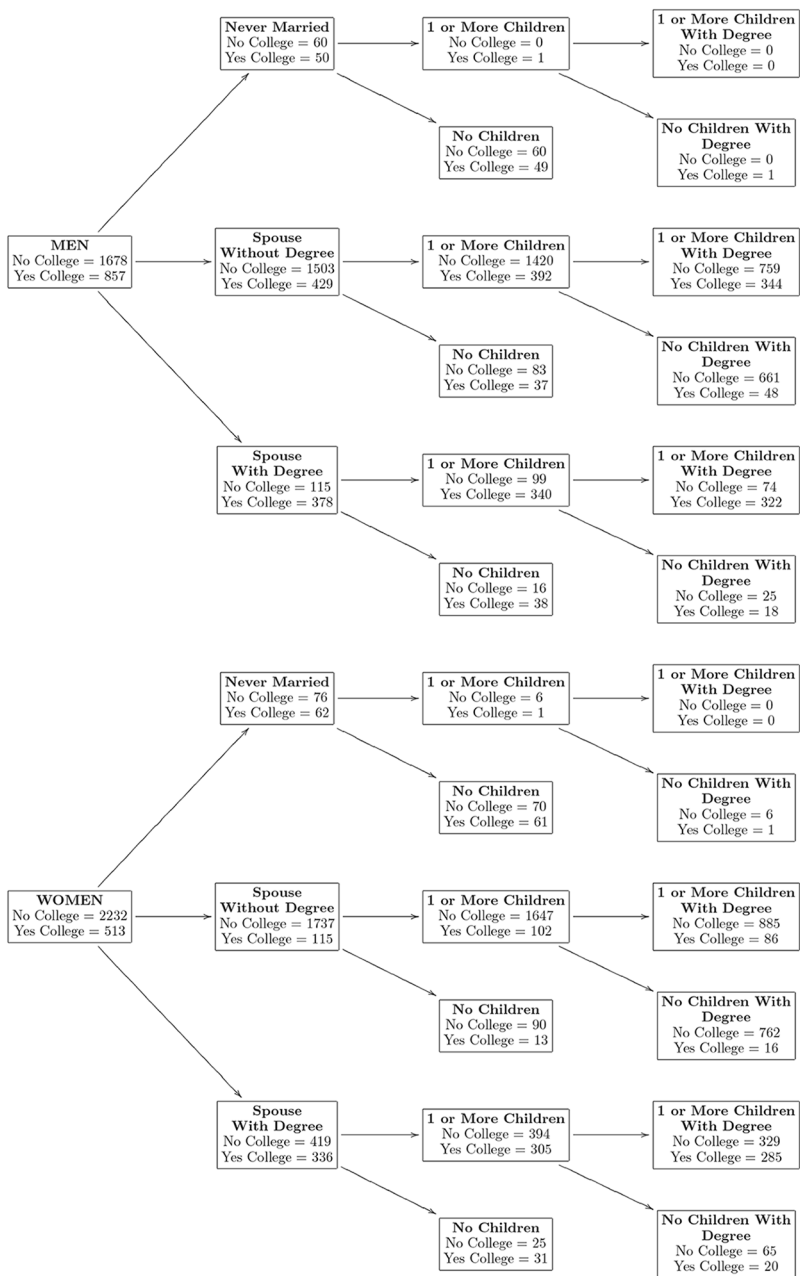 Never Married
No College = 60
Yes College = 50
1 or More Children
No College = 0
Yes College = 1
1 or More Children
With Degree
No College = 0
Yes College = 0
No Children
No College = 60
Yes College = 49
No Children With
Degree
No College = 0
Yes College = 1
MEN
No College = 1678
Yes College = 857
Spouse
Without Degree
No College = 1503
Yes College = 429
1 or More Children
No College = 1420
Yes College = 392
1 or More Children
With Degree
No College = 759
Yes College = 344
No Children
No College = 83
Yes College = 37
No Children With
Degree
No College = 661
Yes College = 48
Spouse
With Degree
No College = 115
Yes College = 378
1 or More Children
No College = 99
Yes College = 340
1 or More Children
With Degree
No College = 74
Yes College = 322
No Children
No College = 16
Yes College = 38
No Children With
Degree
No College = 25
Yes College = 18
Never Married
No College = 76
Yes College = 62
1 or More Children
No College = 6
Yes College = 1
1 or More Children
With Degree
No College = 0
Yes College = 0
No Children
No College = 70
Yes College = 61
No Children With
Degree
No College = 6
Yes College = 1
WOMEN
No College = 2232
Yes College = 513
Spouse
Without Degree
No College = 1737
Yes College = 115
1 or More Children
No College = 1647
Yes College = 102
1 or More Children
With Degree
No College = 885
Yes College = 86
No Children
No College = 90
Yes College = 13
No Children With
Degree
No College = 762
Yes College = 16
Spouse
With Degree
No College = 419
Yes College = 336
1 or More Children
No College = 394
Yes College = 305
1 or More Children
With Degree
No College = 329
Yes College = 285
No Children
No College = 25
Yes College = 31
No Children With
Degree
No College = 65
Yes College = 20